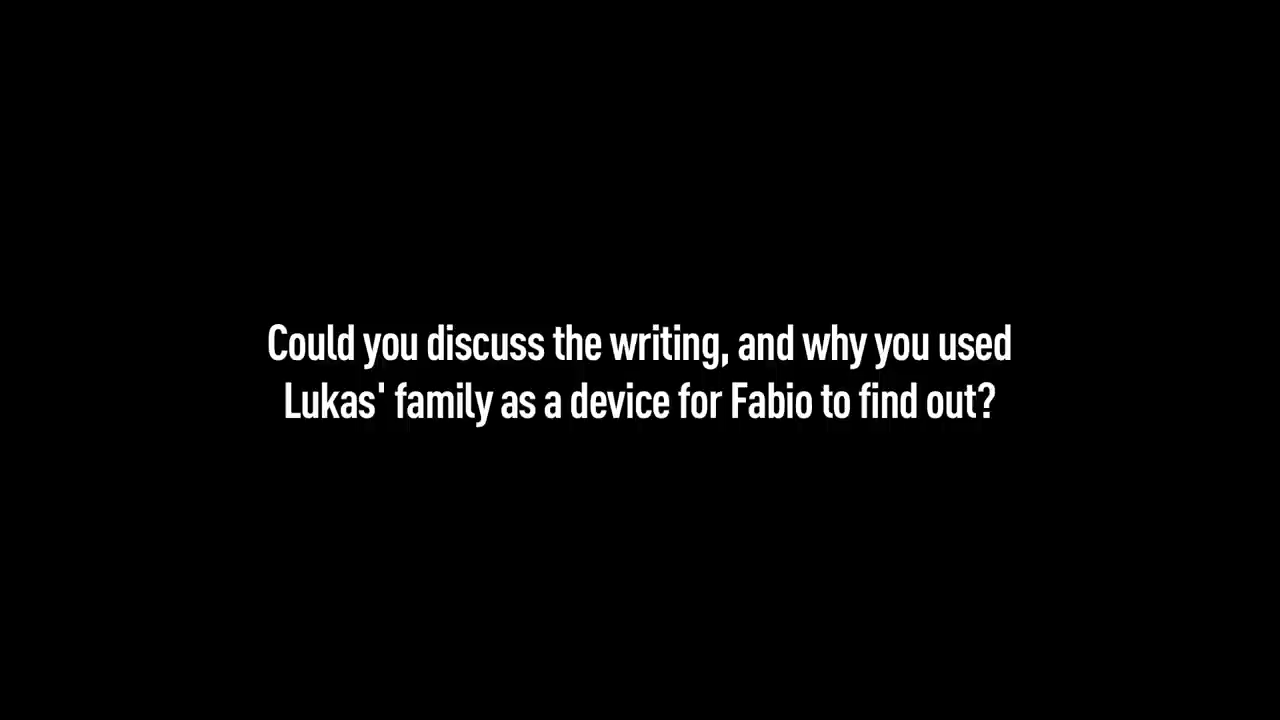 Could you discuss the writing, and why you used
Lukas' family as a device for Fabio to find out?